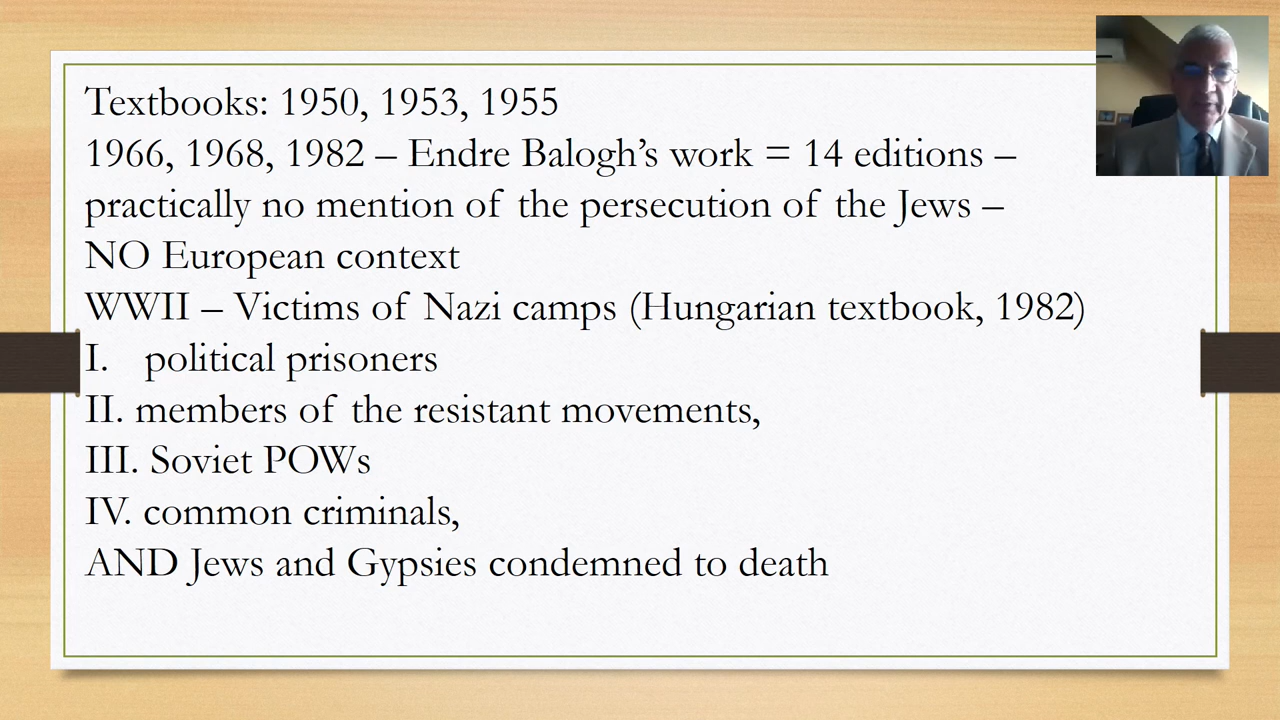 Textbooks: 1950, 1953, 1955
1966, 1968, 1982 – Endre Balogh’s work = 14 editions –
practically no mention of the persecution of the Jews –
NO European context
WWII – Victims of Nazi camps (Hungarian textbook, 1982)
I. political prisoners
II. members of the resistant movements,
III. Soviet POWs
IV. common criminals,
AND Jews and Gypsies condemned to death